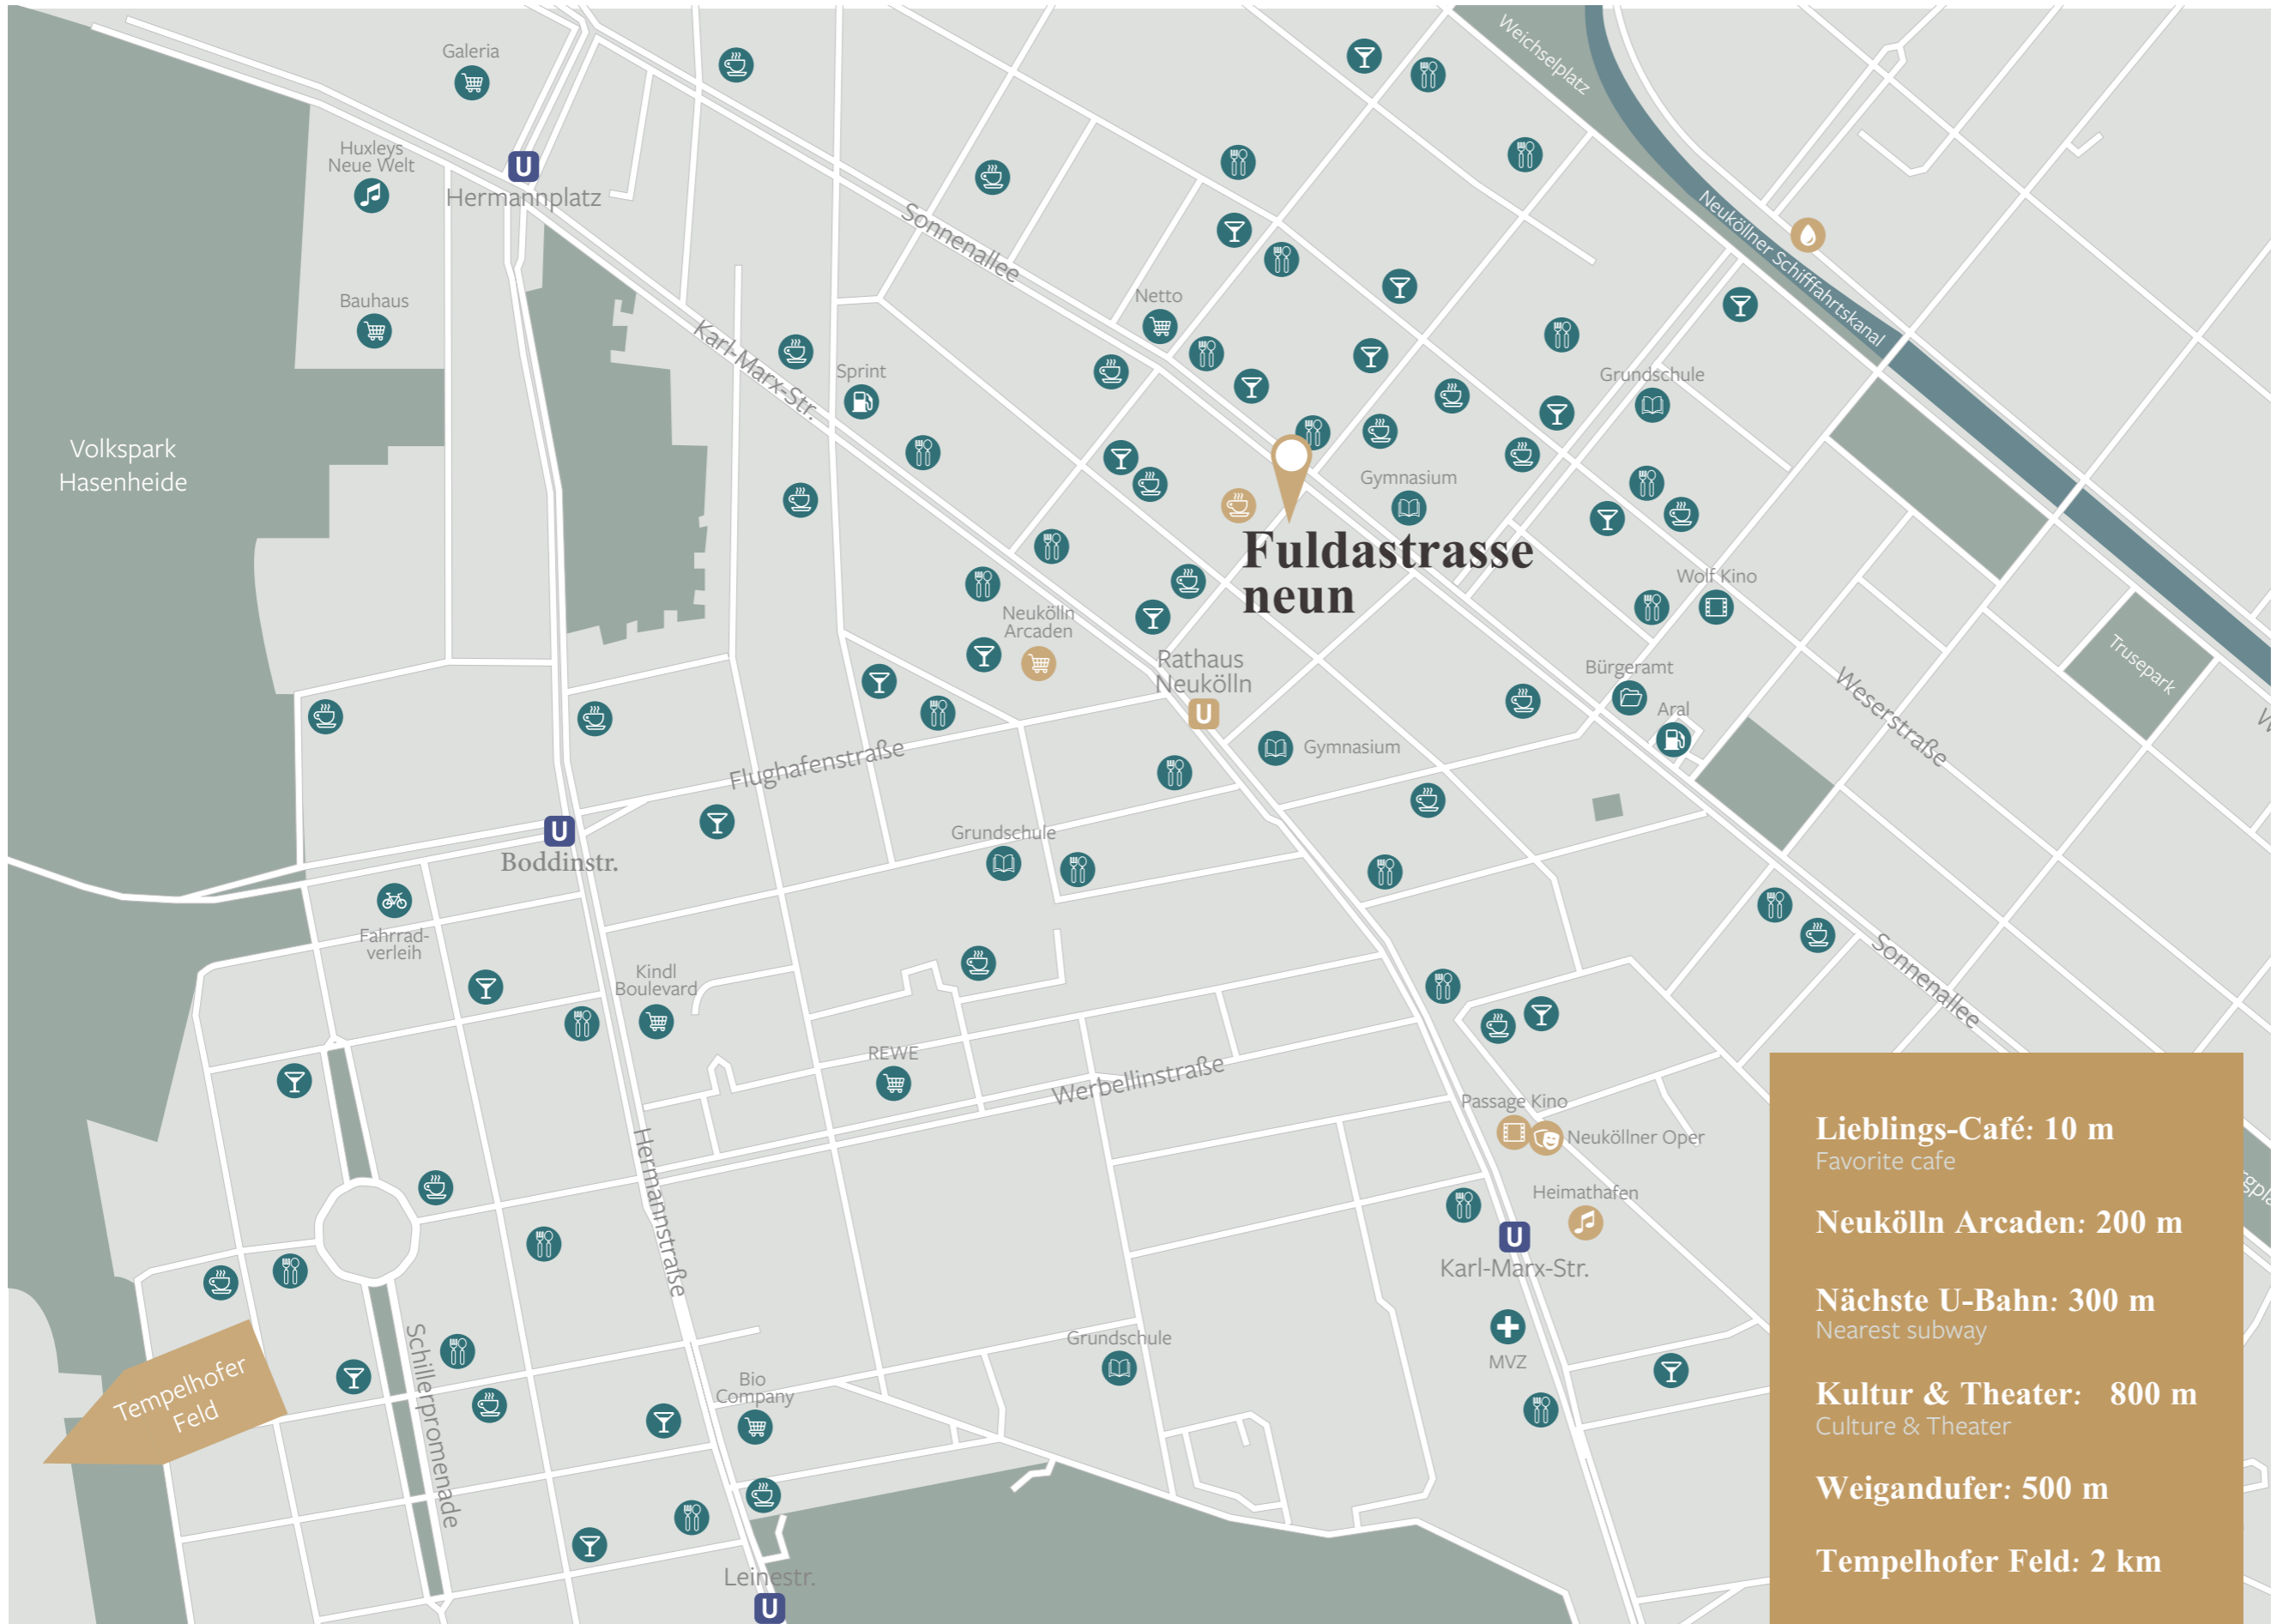 Galeria
Weichselplatz
Huxleys
Neue Welt
U
Hermannplatz
Sonnenallee
Neuköllner Schifffahrtskanal
Bauhaus
Netto
Karl-Marx-Str.
Sprint
Grundschule
Volkspark
Hasenheide
Gymnasium
Fuldastrasse
neun
Wolf Kino
Neukölln
Arcaden
Rathaus
Neukölln
U
Bürgeramt
Aral
Trusepark
Weserstraße
Gymnasium
Flughafenstraße
U
Boddinstr.
Grundschule
Fahrrad-
verleih
Kindl
Boulevard
Sonnenallee
REWE
Werbellinstraße
Passage Kino
Neuköllner Oper
Hermannstraße
Heimathafen
U
Karl-Marx-Str.
Schillerpromenade
Tempelhofer
Feld
Grundschule
MVZ
Bio
Company
Leinestr.
U
Lieblings-Café: 10 m
Favorite cafe
Neukölln Arcaden: 200 m
Nächste U-Bahn: 300 m
Nearest subway
Kultur & Theater: 800 m
Culture & Theater
Weigandufer: 500 m
Tempelhofer Feld: 2 km